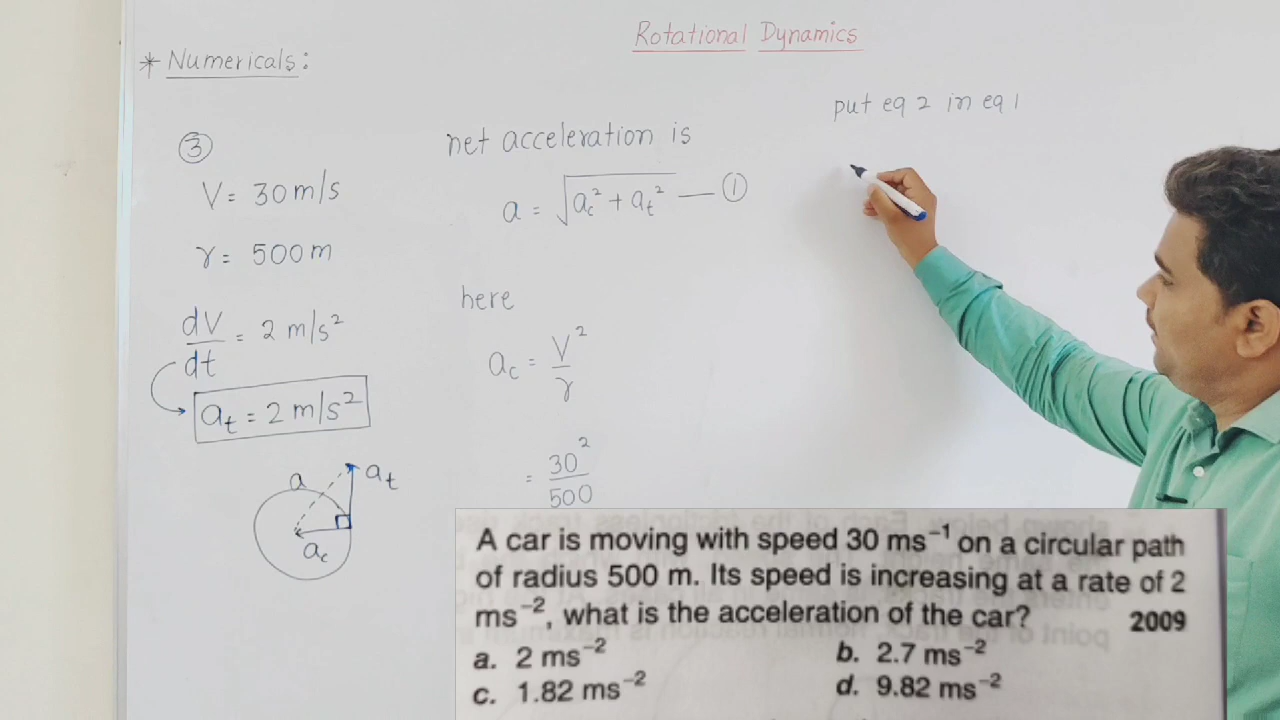 Rotational Dynamics
* Numericals:
③
V = 30 m/s
r = 500 m
dV/dt = 2 m/s²
a_t = 2 m/s²
a
a_t
a_c
net acceleration is
a = √(a_c² + a_t²) — ①
here
a_c = V²/r
= 30²/500
put eq 2 in eq 1
A car is moving with speed 30 ms⁻¹ on a circular path
of radius 500 m. Its speed is increasing at a rate of 2
ms⁻², what is the acceleration of the car? 2009
a. 2 ms⁻² b. 2.7 ms⁻²
c. 1.82 ms⁻² d. 9.82 ms⁻²